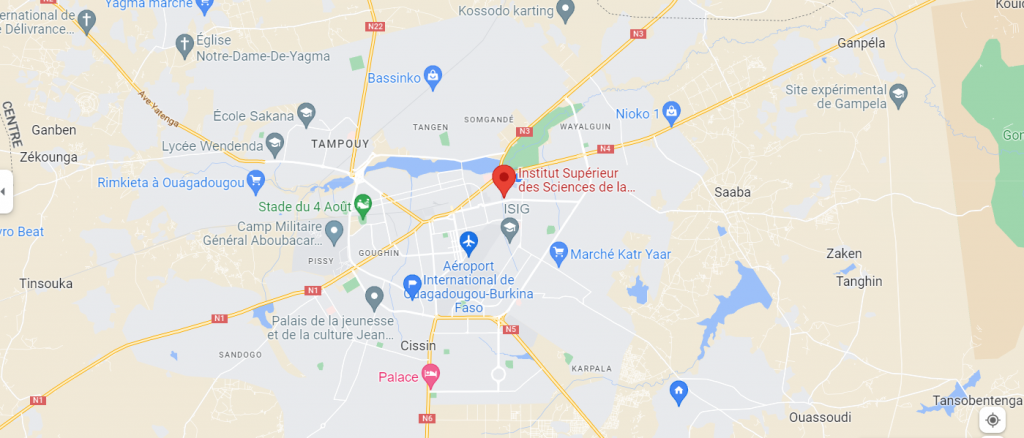 Yagma marché
N22
Kossodo karting
Koui
nternational de
Délivrance...
Église
Notre-Dame-De-Yagma
N3
Ganpéla
Bassinko
Ave Yatenga
Site expérimental
de Gampela
CENTRE
École Sakana
SOMGANDÉ
Nioko 1
TANGEN
N3
WAYALGUIN
Ganben
Gon
Lycée Wendenda
TAMPOUY
N4
Zékounga
Rimkieta à Ouagadougou
Institut Supérieur
des Sciences de la...
Saaba
Stade du 4 Août
ISIG
yro Beat
Camp Militaire
Général Aboubacar...
GOUGHIN
PISSY
Marché Katr Yaar
Zaken
Aéroport
International de
Ouagadougou-Burkina
Faso
Tinsouka
Tanghin
N1
N1
Palais de la jeunesse
et de la culture Jean...
N5
Cissin
SANDOGO
KARPALA
Palace
N1
Tansobentenga
N6
Ouassoudi